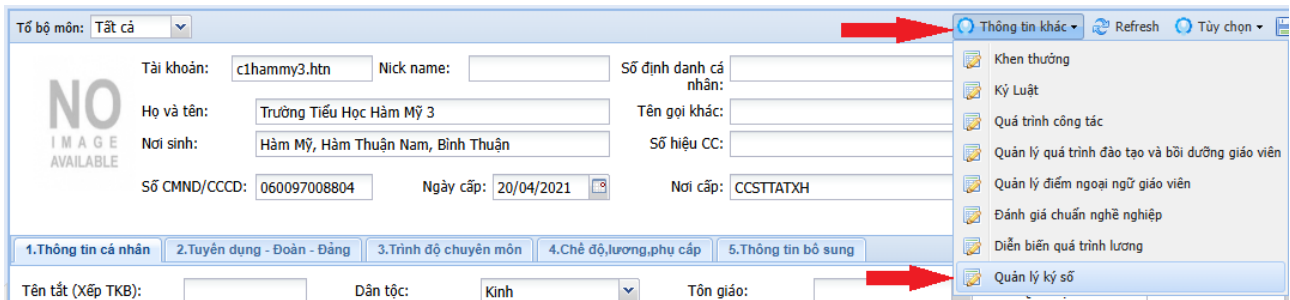 Tổ bộ môn: Tất cả
Thông tin khác Refresh Tùy chọn
NO IMAGE AVAILABLE
Tài khoản: c1hammy3.htn Nick name: Số định danh cá nhân:
Họ và tên: Trường Tiểu Học Hàm Mỹ 3 Tên gọi khác:
Nơi sinh: Hàm Mỹ, Hàm Thuận Nam, Bình Thuận Số hiệu CC:
Số CMND/CCCD: 060097008804 Ngày cấp: 20/04/2021 Nơi cấp: CCSTTATXH
Khen thưởng
Kỷ Luật
Quá trình công tác
Quản lý quá trình đào tạo và bồi dưỡng giáo viên
Quản lý điểm ngoại ngữ giáo viên
Đánh giá chuẩn nghề nghiệp
Diễn biến quá trình lương
Quản lý ký số
1.Thông tin cá nhân 2.Tuyển dụng - Đoàn - Đảng 3.Trình độ chuyên môn 4.Chế độ,lương,phụ cấp 5.Thông tin bổ sung
Tên tắt (Xếp TKB): Dân tộc: Kinh Tôn giáo: